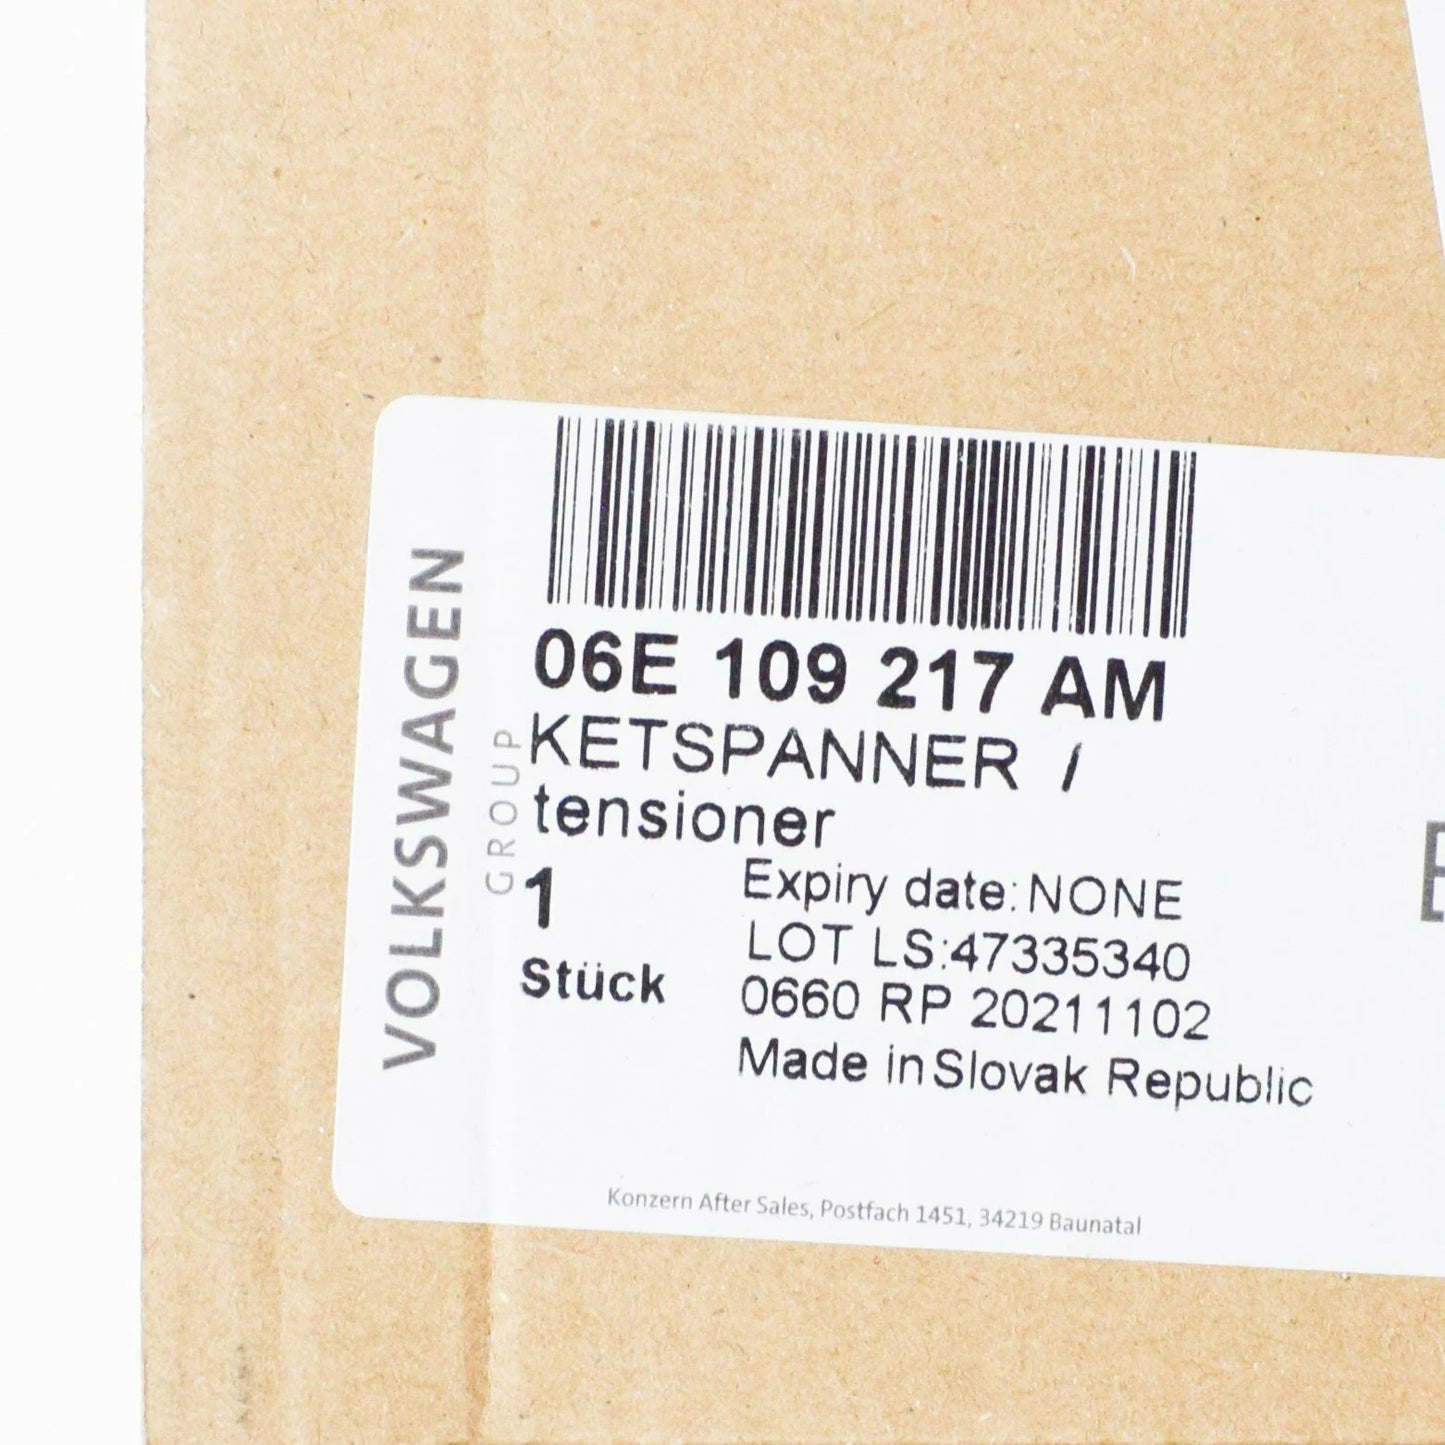 VOLKSWAGEN
GROUP
06E 109 217 AM
KETSPANNER /
tensioner
1
Stück
Expiry date: NONE
LOT LS:47335340
0660 RP 20211102
Made in Slovak Republic
Konzern After Sales, Postfach 1451, 34219 Baunatal